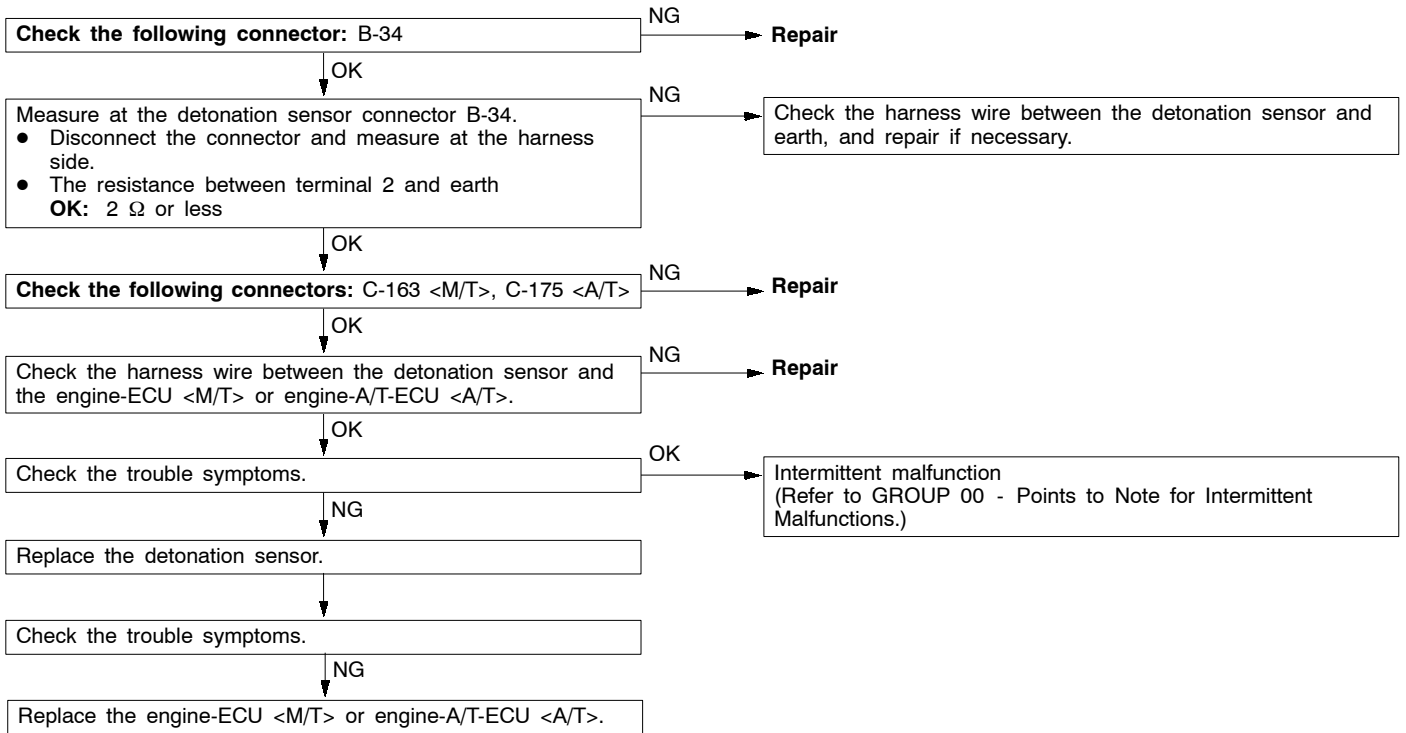 NG
Check the following connector: B-34
Repair
OK
NG
Measure at the detonation sensor connector B-34.
● Disconnect the connector and measure at the harness
side.
● The resistance between terminal 2 and earth
OK: 2 Ω or less
Check the harness wire between the detonation sensor and
earth, and repair if necessary.
OK
NG
Check the following connectors: C-163 <M/T>, C-175 <A/T>
Repair
OK
NG
Check the harness wire between the detonation sensor and
the engine-ECU <M/T> or engine-A/T-ECU <A/T>.
Repair
OK
OK
Check the trouble symptoms.
Intermittent malfunction
(Refer to GROUP 00 - Points to Note for Intermittent
Malfunctions.)
NG
Replace the detonation sensor.
Check the trouble symptoms.
NG
Replace the engine-ECU <M/T> or engine-A/T-ECU <A/T>.